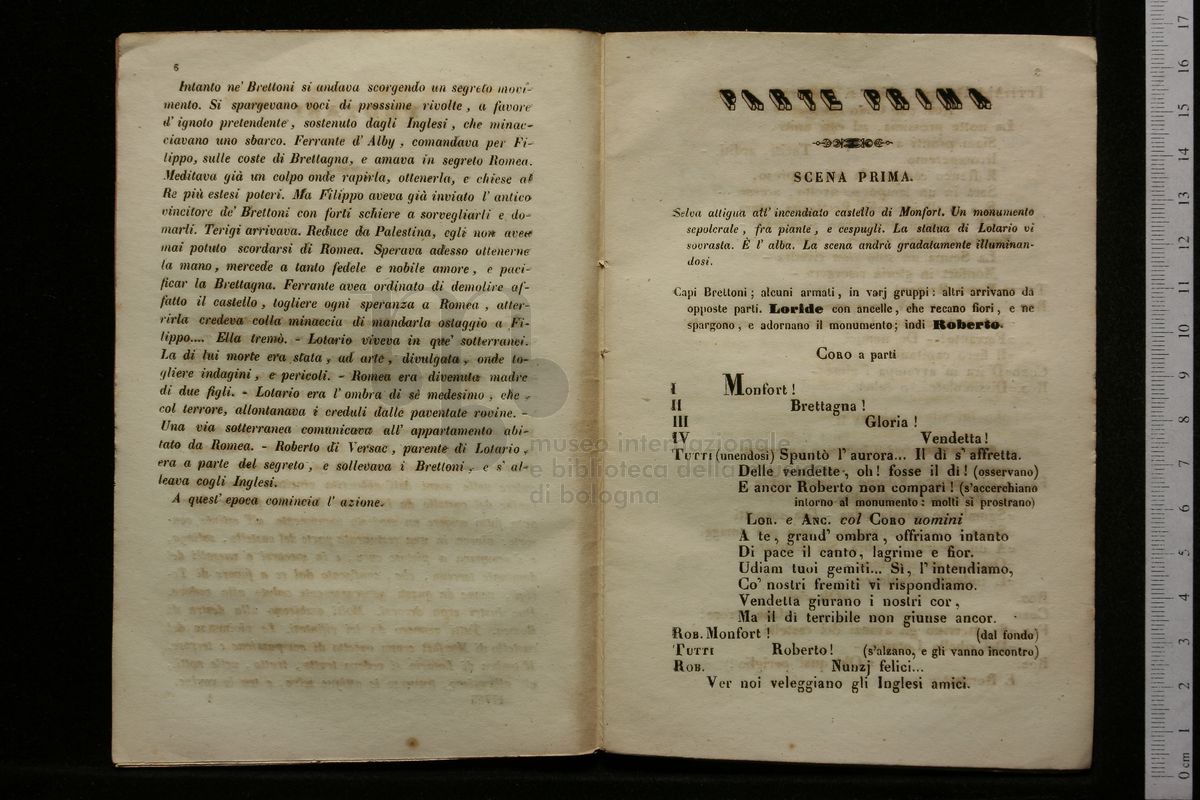 6
Intanto ne' Brettoni si andava scorgendo un segreto movi-
mento. Si spargevano voci di prossime rivolte, a favore
d' ignoto pretendente, sostenuto dagli Inglesi, che minac-
ciavano uno sbarco. Ferrante d' Alby, comandava per Fi-
lippo, sulle coste di Brettagna, e amava in segreto Romea.
Meditava già un colpo onde rapirla, ottenerla, e chiese al
Re più estesi poteri. Ma Filippo aveva già inviato l' antico
vincitore de' Brettoni con forti schiere a sorvegliarli e do-
marli. Terigi arrivava. Reduce da Palestina, egli non avea
mai potuto scordarsi di Romea. Sperava adesso ottenerne
la mano, mercede a tanto fedele e nobile amore, e paci-
ficar la Brettagna. Ferrante avea ordinato di demolire af-
fatto il castello, togliere ogni speranza a Romea, atter-
rirla credeva colla minaccia di mandarla ostaggio a Fi-
lippo.... Ella tremò. - Lotario viveva in que' sotterranei.
La di lui morte era stata, ad arte, divulgata, onde to-
gliere indagini, e pericoli. - Romea era divenuta madre
di due figli. - Lotario era l' ombra di sè medesimo, che
col terrore, allontanava i creduli dalle paventate rovine. -
Una via sotterranea comunicava all' appartamento abi-
tato da Romea. - Roberto di Versac, parente di Lotario,
era a parte del segreto, e sollevava i Brettoni, e s' al-
leava cogli Inglesi.
A quest' epoca comincia l' azione.
PARTE PRIMA
SCENA PRIMA.
Selva attigua all' incendiato castello di Monfort. Un monumento
sepolcrale, fra piante, e cespugli. La statua di Lotario vi
sovrasta. È l' alba. La scena andrà gradatamente illuminan-
dosi.
Capi Brettoni; alcuni armati, in varj gruppi: altri arrivano da
opposte parti. Loride con ancelle, che recano fiori, e ne
spargono, e adornano il monumento; indi Roberto.
CORO a parti
I Monfort!
II Brettagna!
III Gloria!
IV Vendetta!
TUTTI (unendosi) Spuntò l' aurora... Il dì s' affretta.
Delle vendette, oh! fosse il dì! (osservano)
E ancor Roberto non comparì! (s'accerchiano
intorno al monumento: molti si prostrano)
LOR. e ANC. col CORO uomini
A te, grand' ombra, offriamo intanto
Di pace il canto, lagrime e fior.
Udiam tuoi gemiti... Sì, l' intendiamo,
Co' nostri fremiti vi rispondiamo.
Vendetta giurano i nostri cor,
Ma il dì terribile non giunse ancor.
ROB. Monfort! (dal fondo)
TUTTI Roberto! (s'alzano, e gli vanno incontro)
ROB. Nunzj felici...
Ver noi veleggiano gli Inglesi amici.
museo internazionale
e biblioteca della musica
di bologna